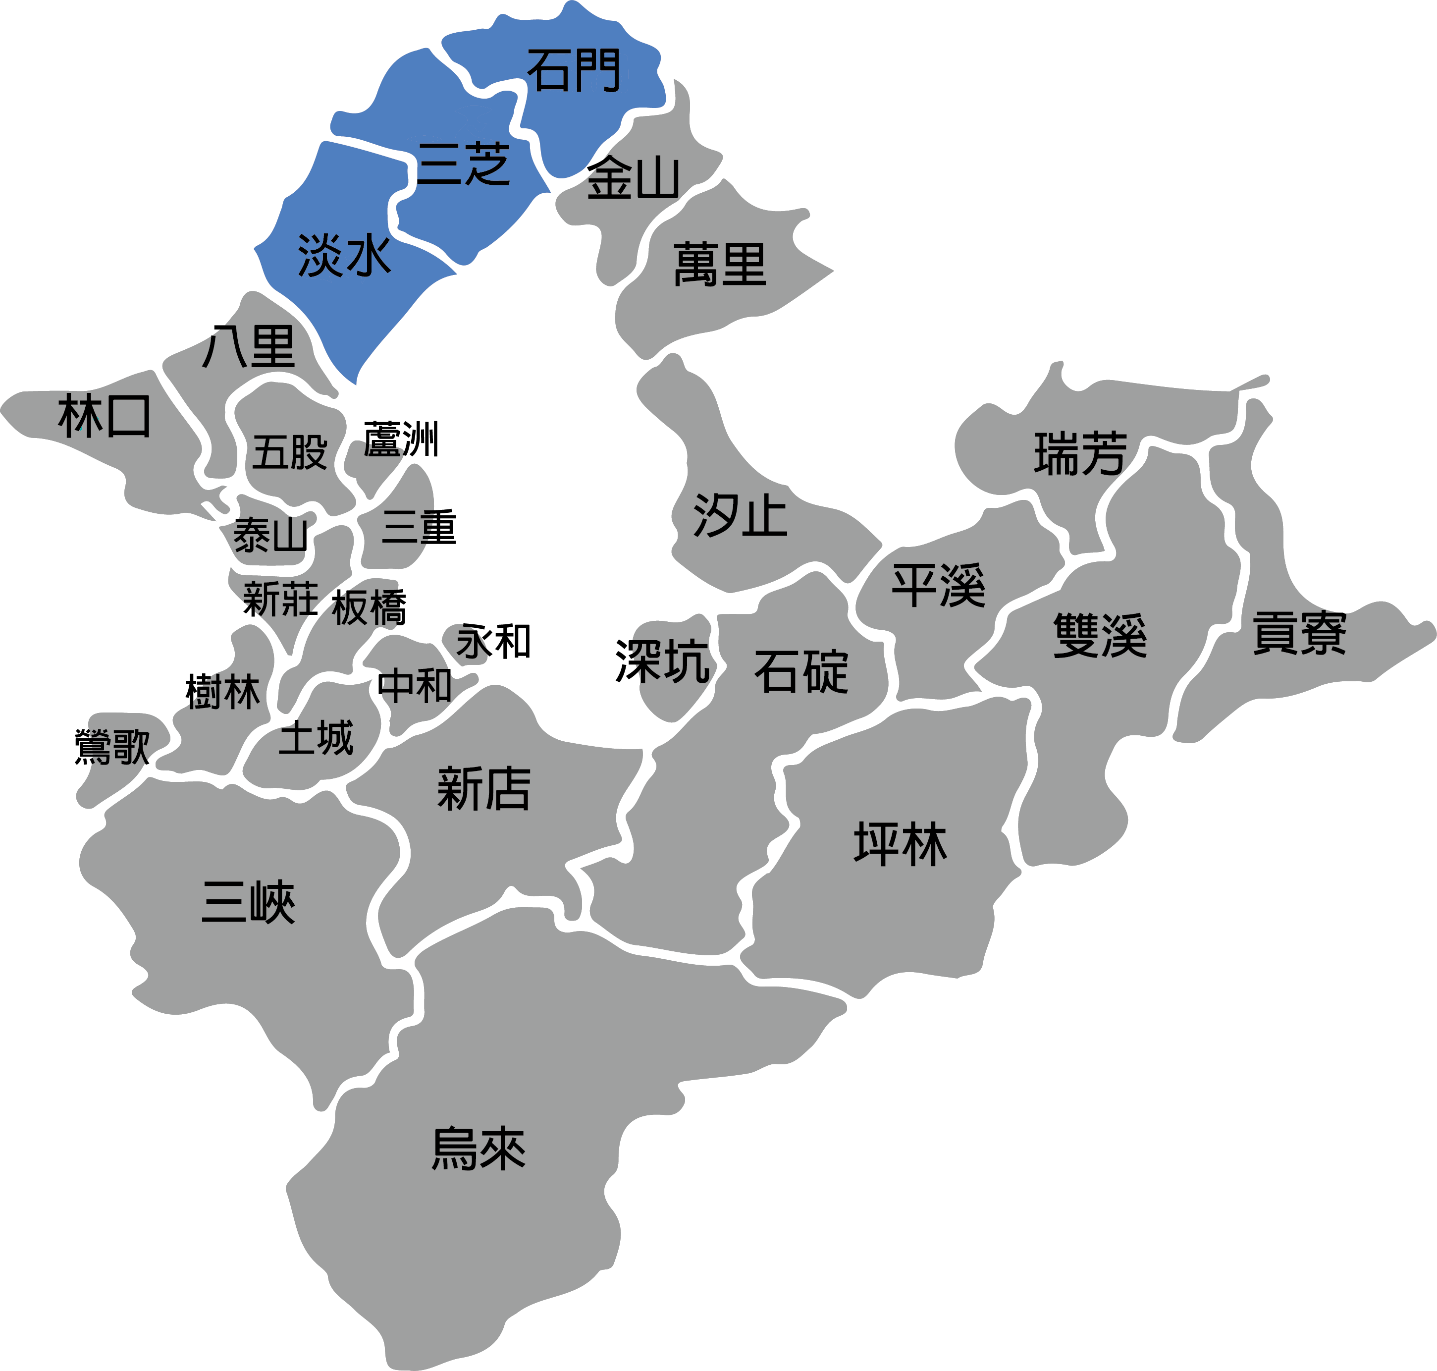 石門
三芝
金山
淡水
萬里
八里
林口
蘆洲
五股
瑞芳
汐止
三重
泰山
平溪
新莊
板橋
永和
雙溪
貢寮
深坑
石碇
樹林
中和
土城
鶯歌
新店
坪林
三峽
烏來